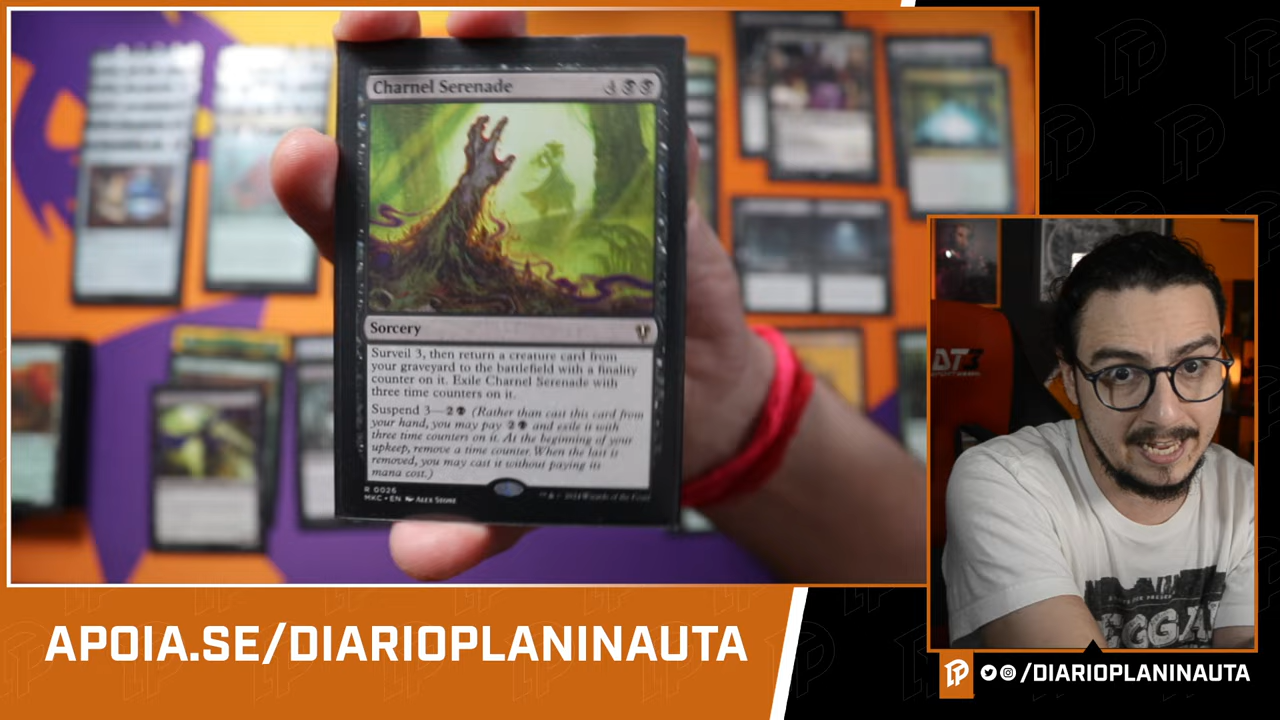 Charnel Serenade 4
Sorcery
Surveil 3, then return a creature card from
your graveyard to the battlefield with a finality
counter on it. Exile Charnel Serenade with
three time counters on it.
Suspend 3—2 (Rather than cast this card from
your hand, you may pay 2 and exile it with
three time counters on it. At the beginning of your
upkeep, remove a time counter. When the last is
removed, you may cast it without paying its
mana cost.)
R 0026
MKC • EN
DT3
EGGA
APOIA.SE/DIARIOPLANINAUTA
/DIARIOPLANINAUTA